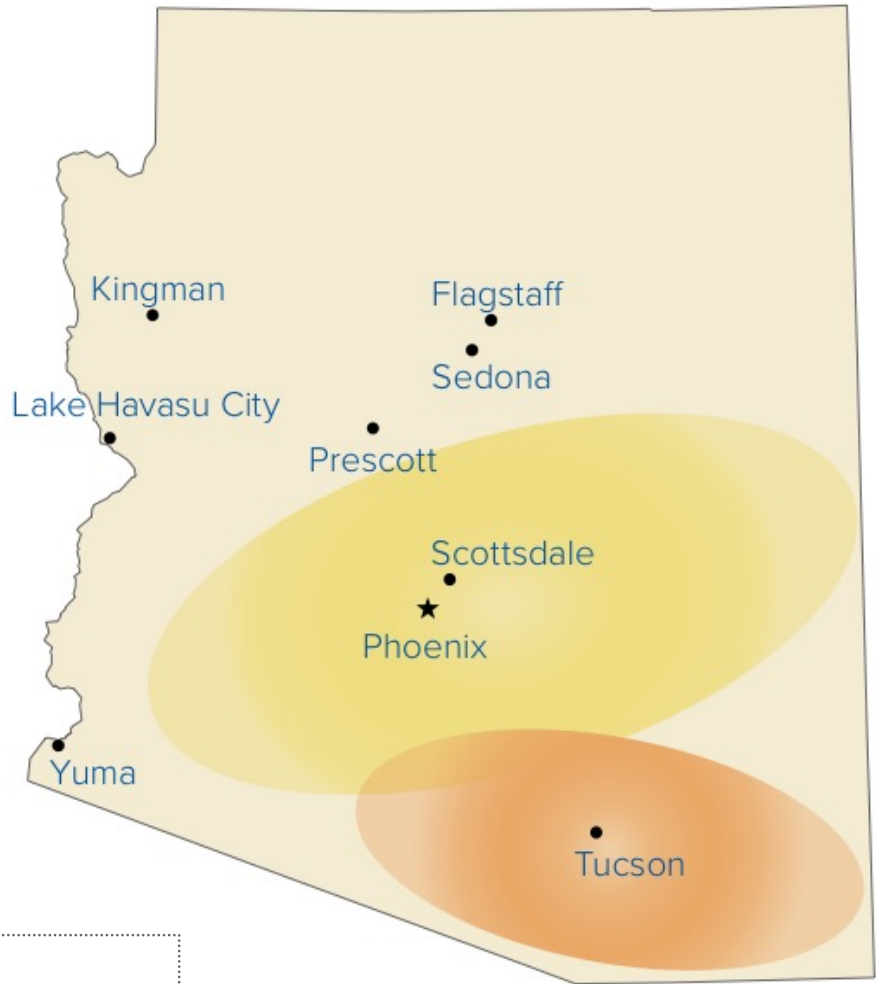 Kingman
Flagstaff
Sedona
Lake Havasu City
Prescott
Scottsdale
Phoenix
Yuma
Tucson